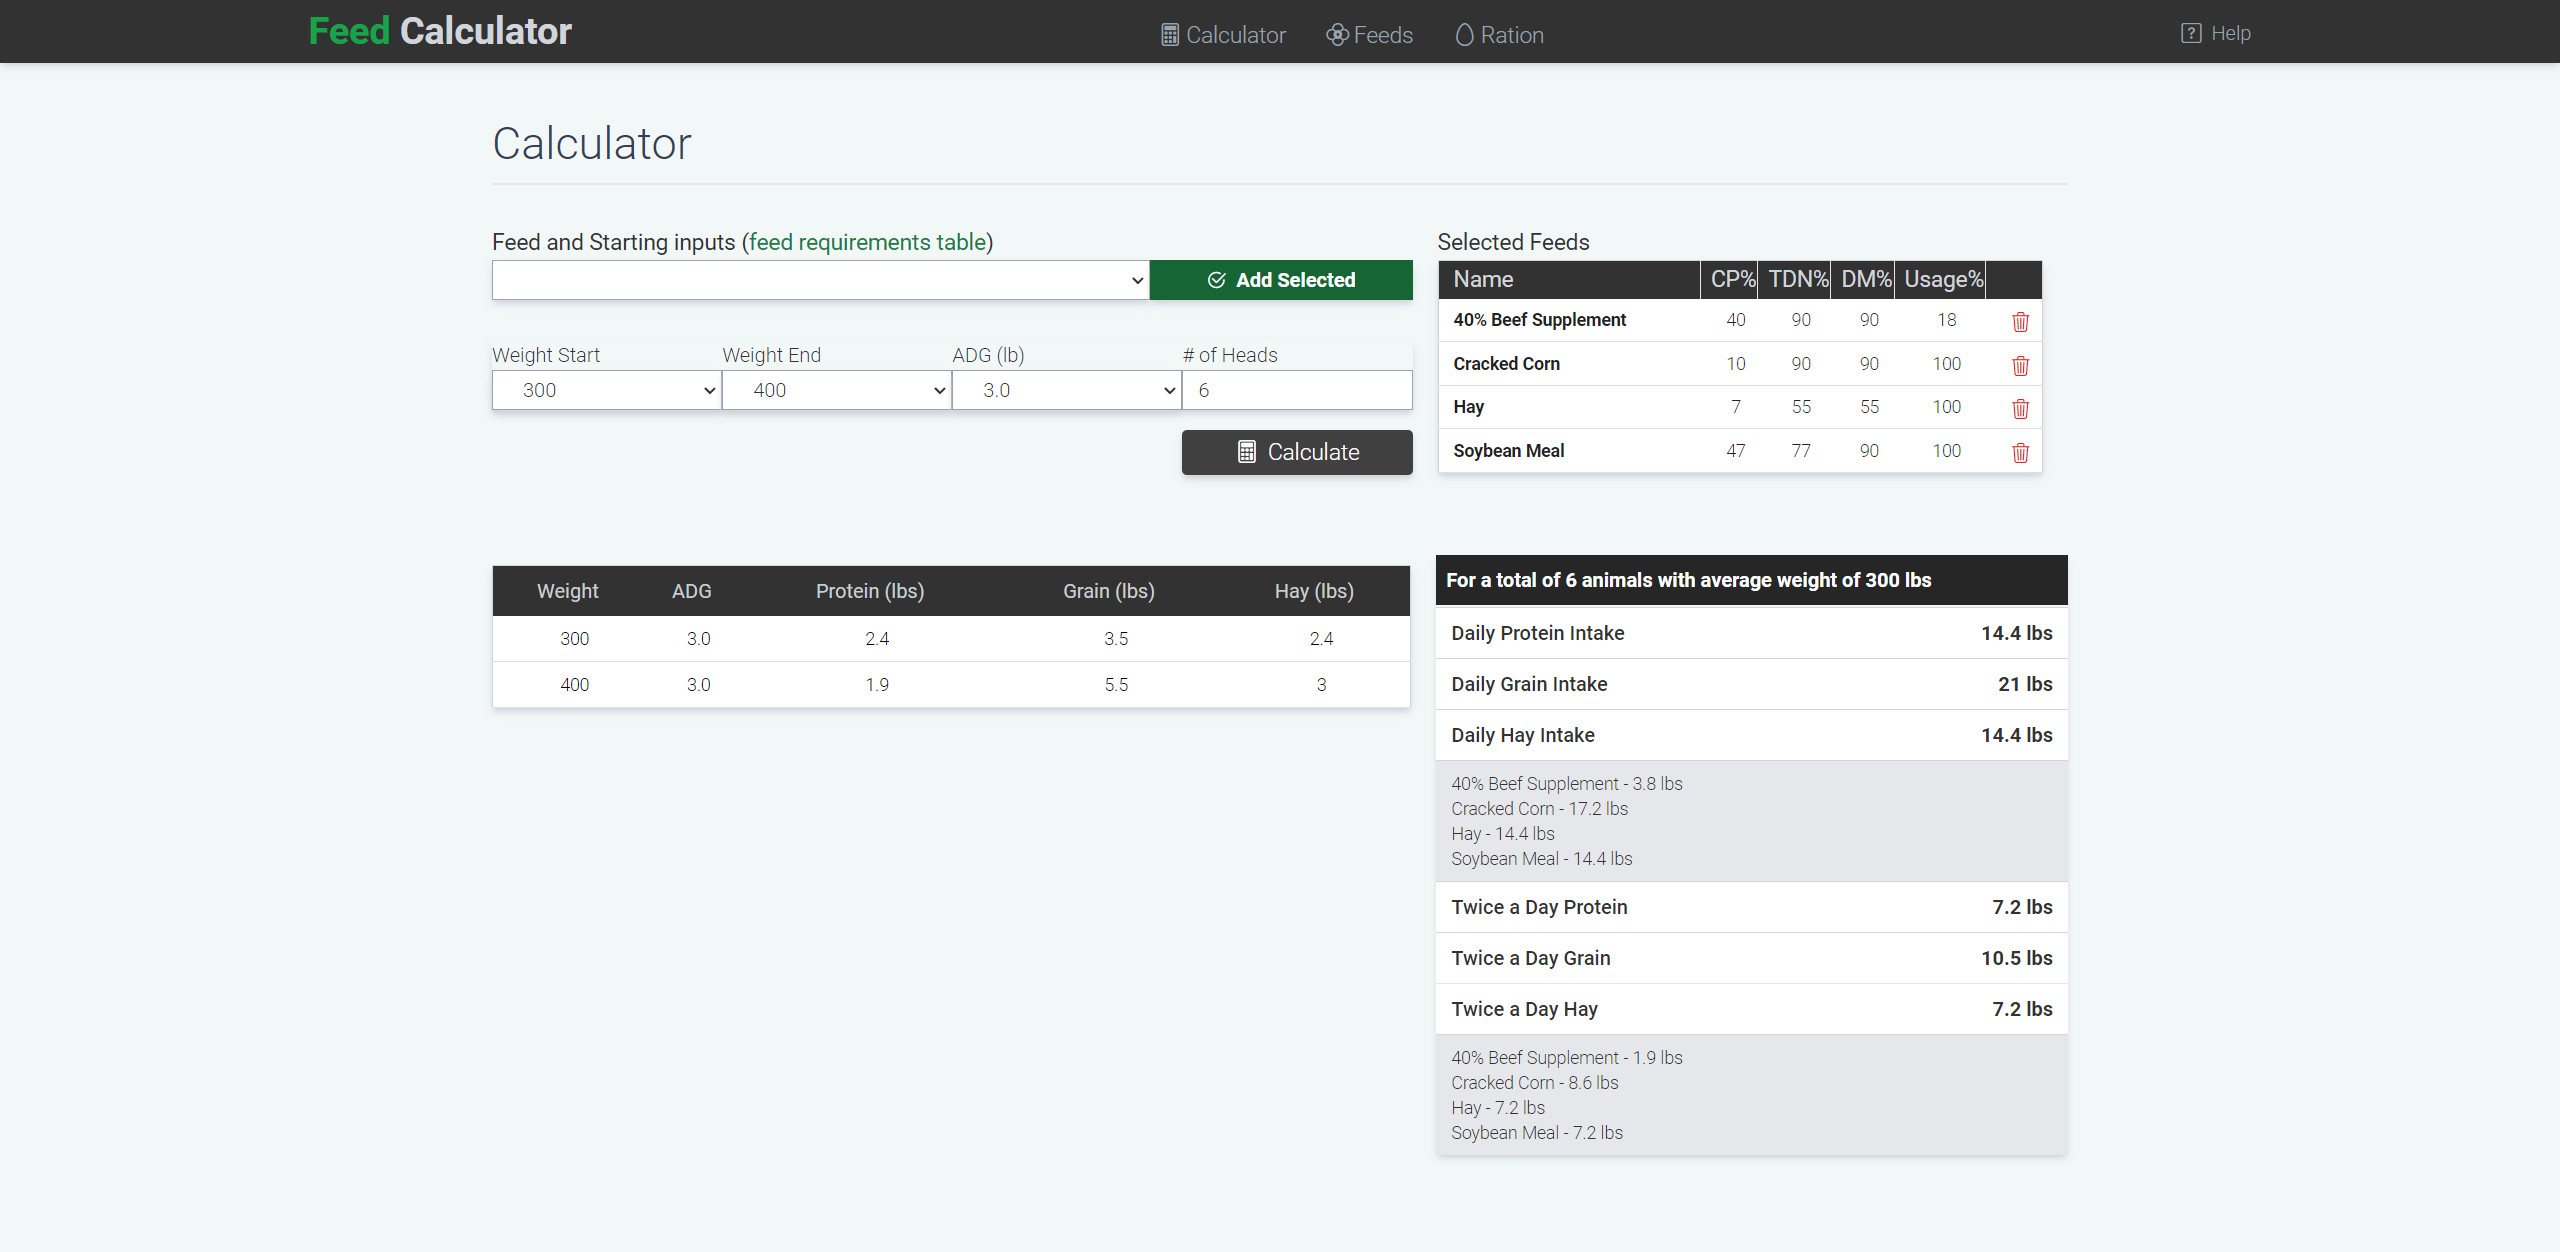 Feed Calculator
Calculator
Feeds
Ration
Help
Calculator
Feed and Starting inputs (feed requirements table)
Add Selected
Weight Start Weight End ADG (lb) # of Heads
300 400 3.0 6
Calculate
Selected Feeds
Name CP% TDN% DM% Usage%
40% Beef Supplement 40 90 90 18
Cracked Corn 10 90 90 100
Hay 7 55 55 100
Soybean Meal 47 77 90 100
Weight ADG Protein (lbs) Grain (lbs) Hay (lbs)
300 3.0 2.4 3.5 2.4
400 3.0 1.9 5.5 3
For a total of 6 animals with average weight of 300 lbs
Daily Protein Intake 14.4 lbs
Daily Grain Intake 21 lbs
Daily Hay Intake 14.4 lbs
40% Beef Supplement - 3.8 lbs
Cracked Corn - 17.2 lbs
Hay - 14.4 lbs
Soybean Meal - 14.4 lbs
Twice a Day Protein 7.2 lbs
Twice a Day Grain 10.5 lbs
Twice a Day Hay 7.2 lbs
40% Beef Supplement - 1.9 lbs
Cracked Corn - 8.6 lbs
Hay - 7.2 lbs
Soybean Meal - 7.2 lbs